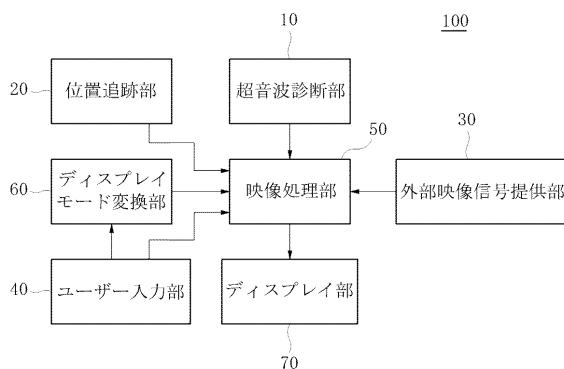 10
100
20
位置追跡部
超音波診断部
50
30
60
ディスプレイ
モード変換部
映像処理部
外部映像信号提供部
40
ユーザー入力部
ディスプレイ部
70